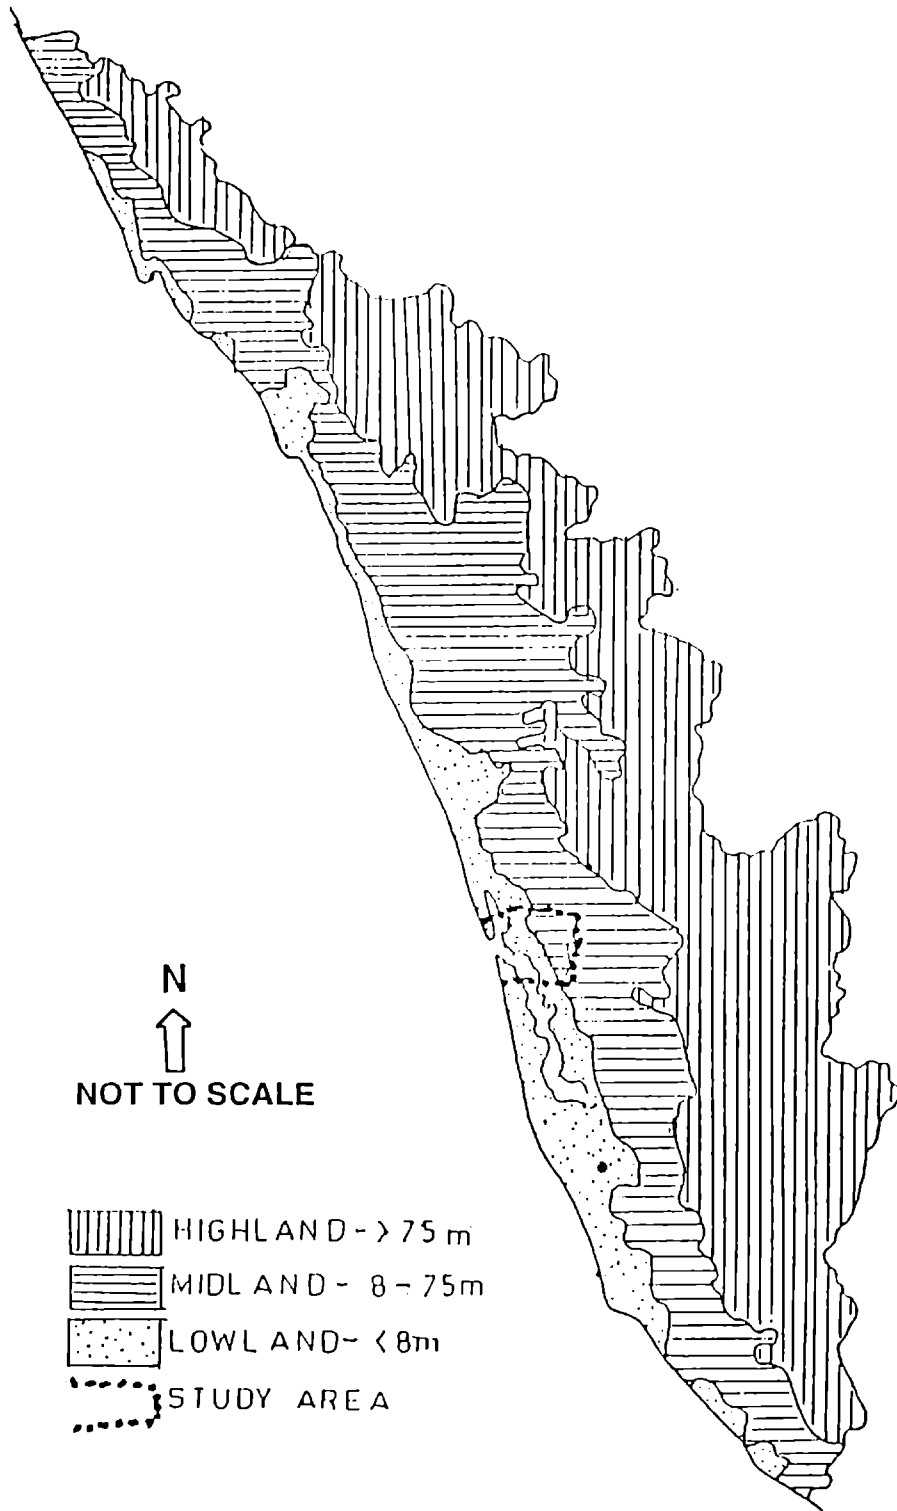 N
NOT TO SCALE
HIGHLAND - > 75 m
MIDLAND - 8 - 75m
LOWLAND - < 8m
STUDY AREA